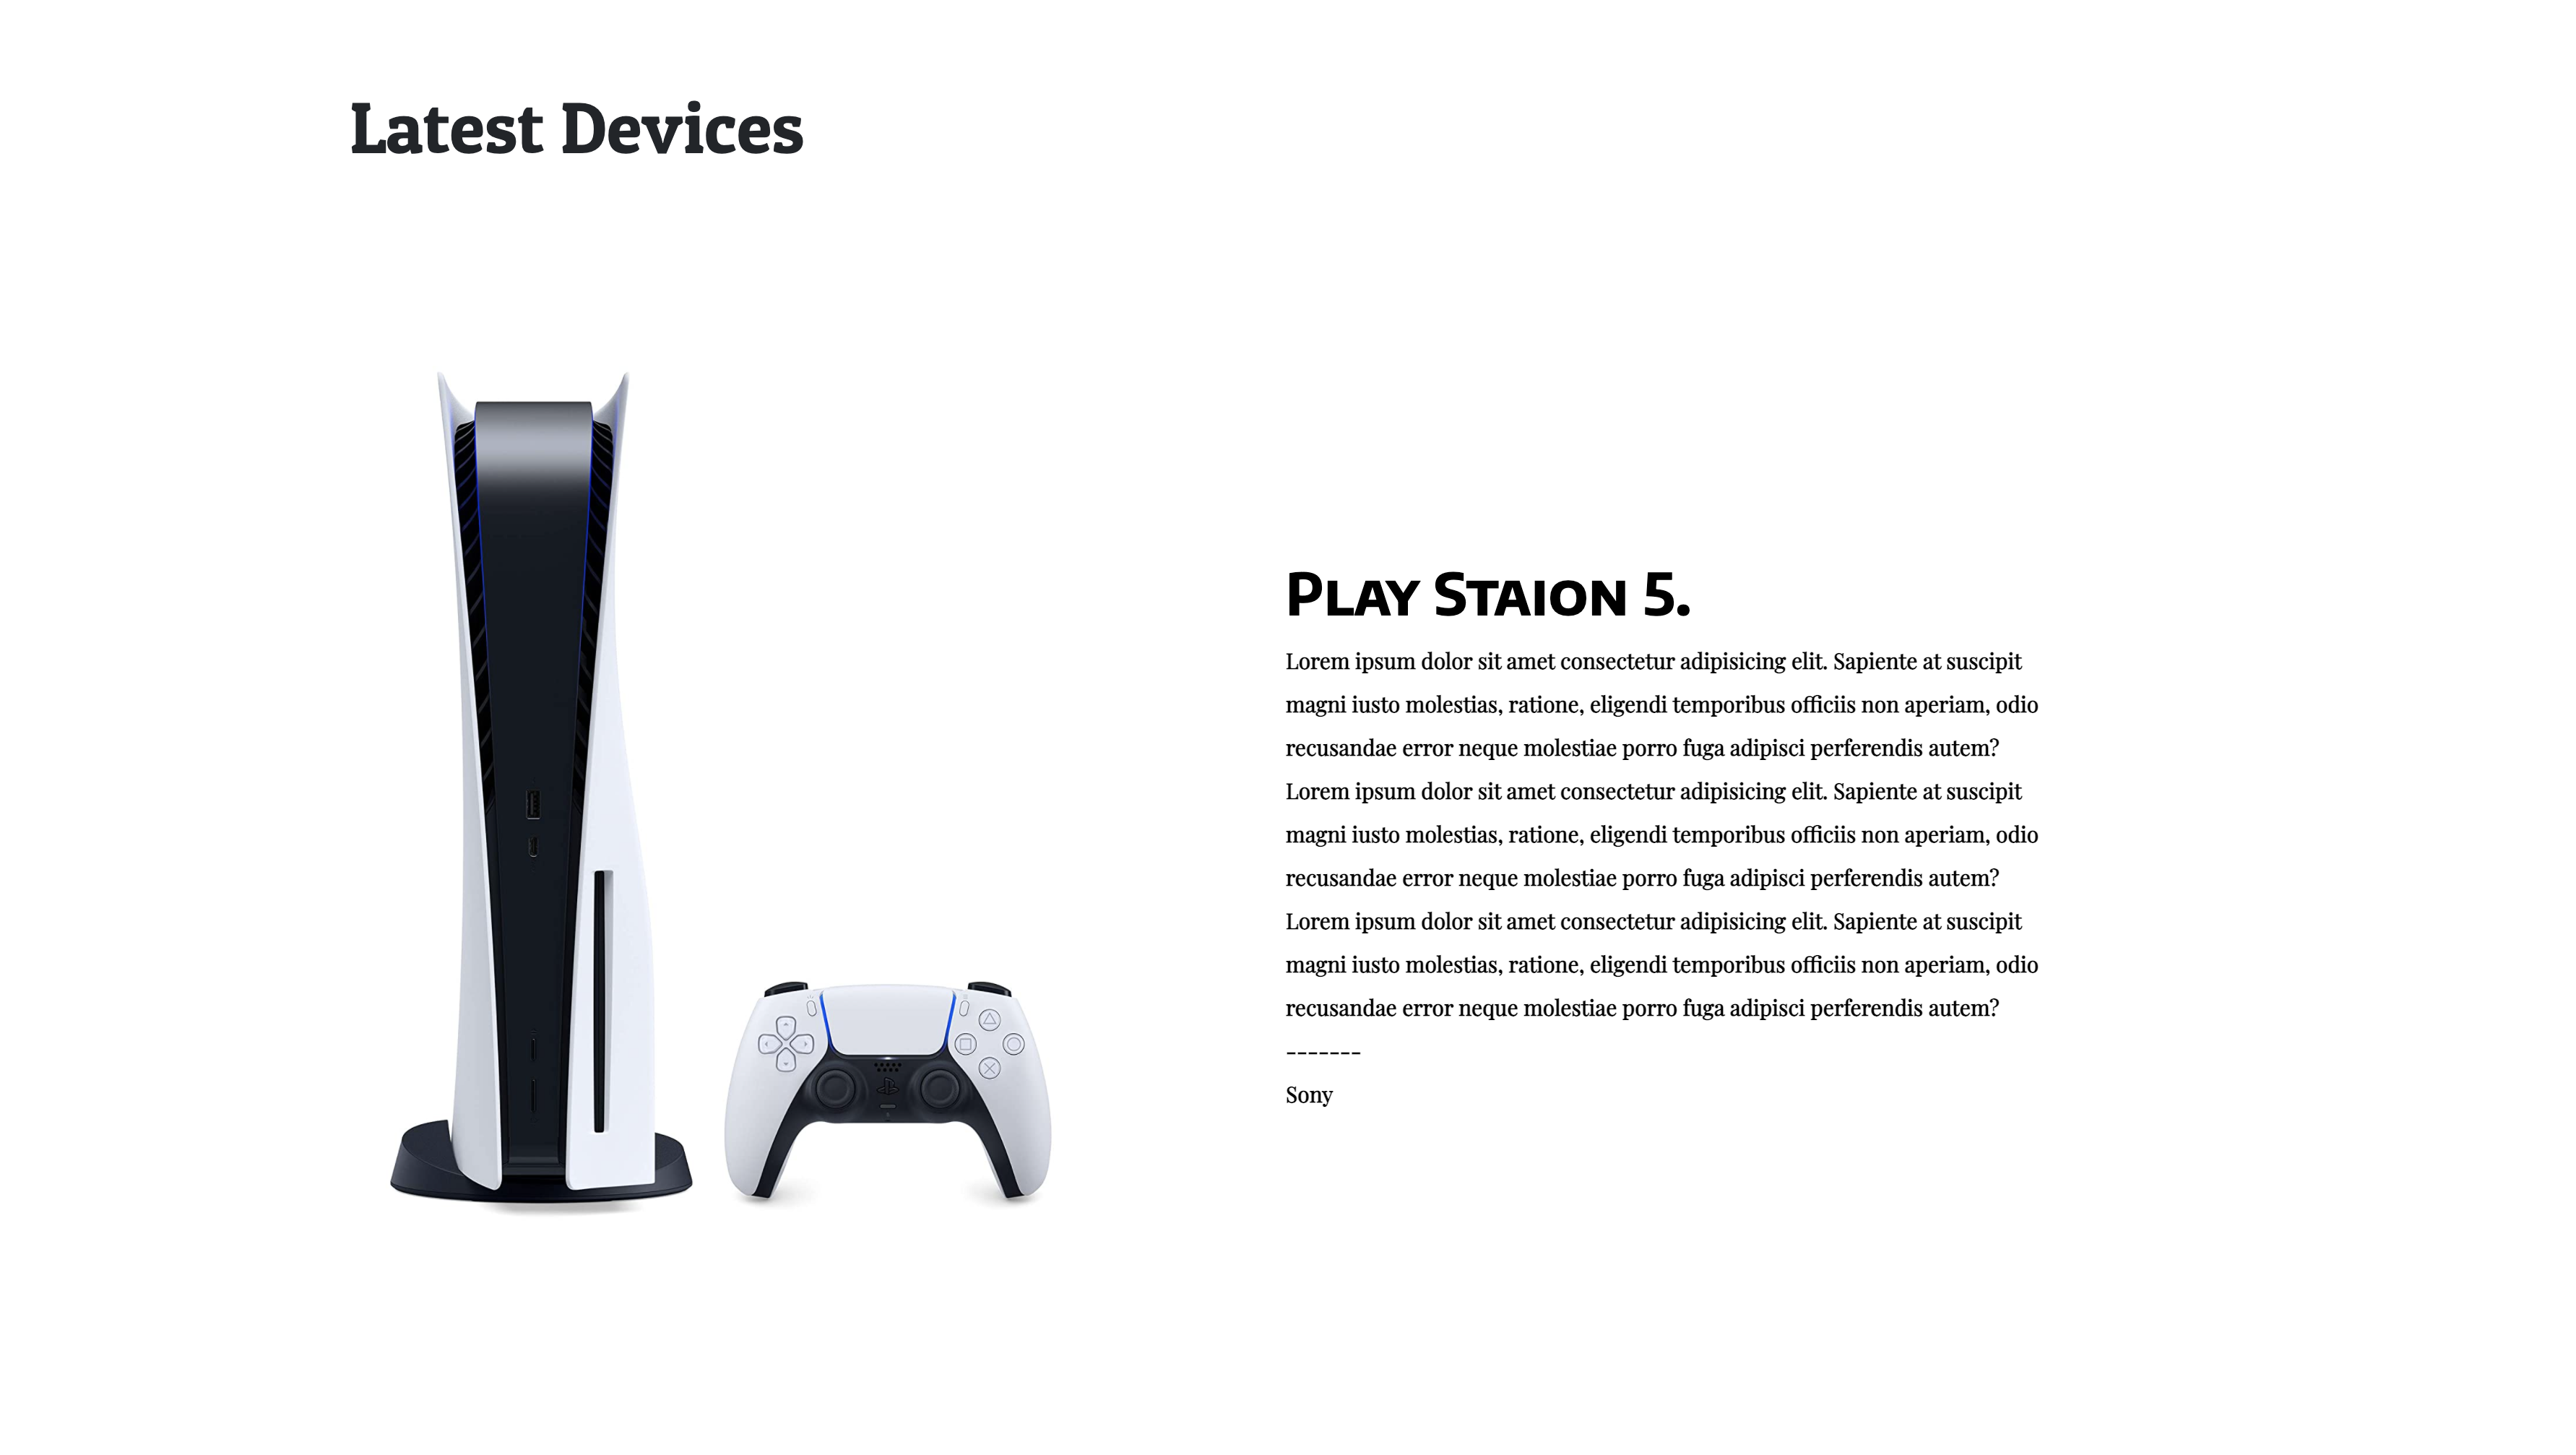 Latest Devices
Play Staion 5.
Lorem ipsum dolor sit amet consectetur adipisicing elit. Sapiente at suscipit
magni iusto molestias, ratione, eligendi temporibus officiis non aperiam, odio
recusandae error neque molestiae porro fuga adipisci perferendis autem?
Lorem ipsum dolor sit amet consectetur adipisicing elit. Sapiente at suscipit
magni iusto molestias, ratione, eligendi temporibus officiis non aperiam, odio
recusandae error neque molestiae porro fuga adipisci perferendis autem?
Lorem ipsum dolor sit amet consectetur adipisicing elit. Sapiente at suscipit
magni iusto molestias, ratione, eligendi temporibus officiis non aperiam, odio
recusandae error neque molestiae porro fuga adipisci perferendis autem?
-------
Sony